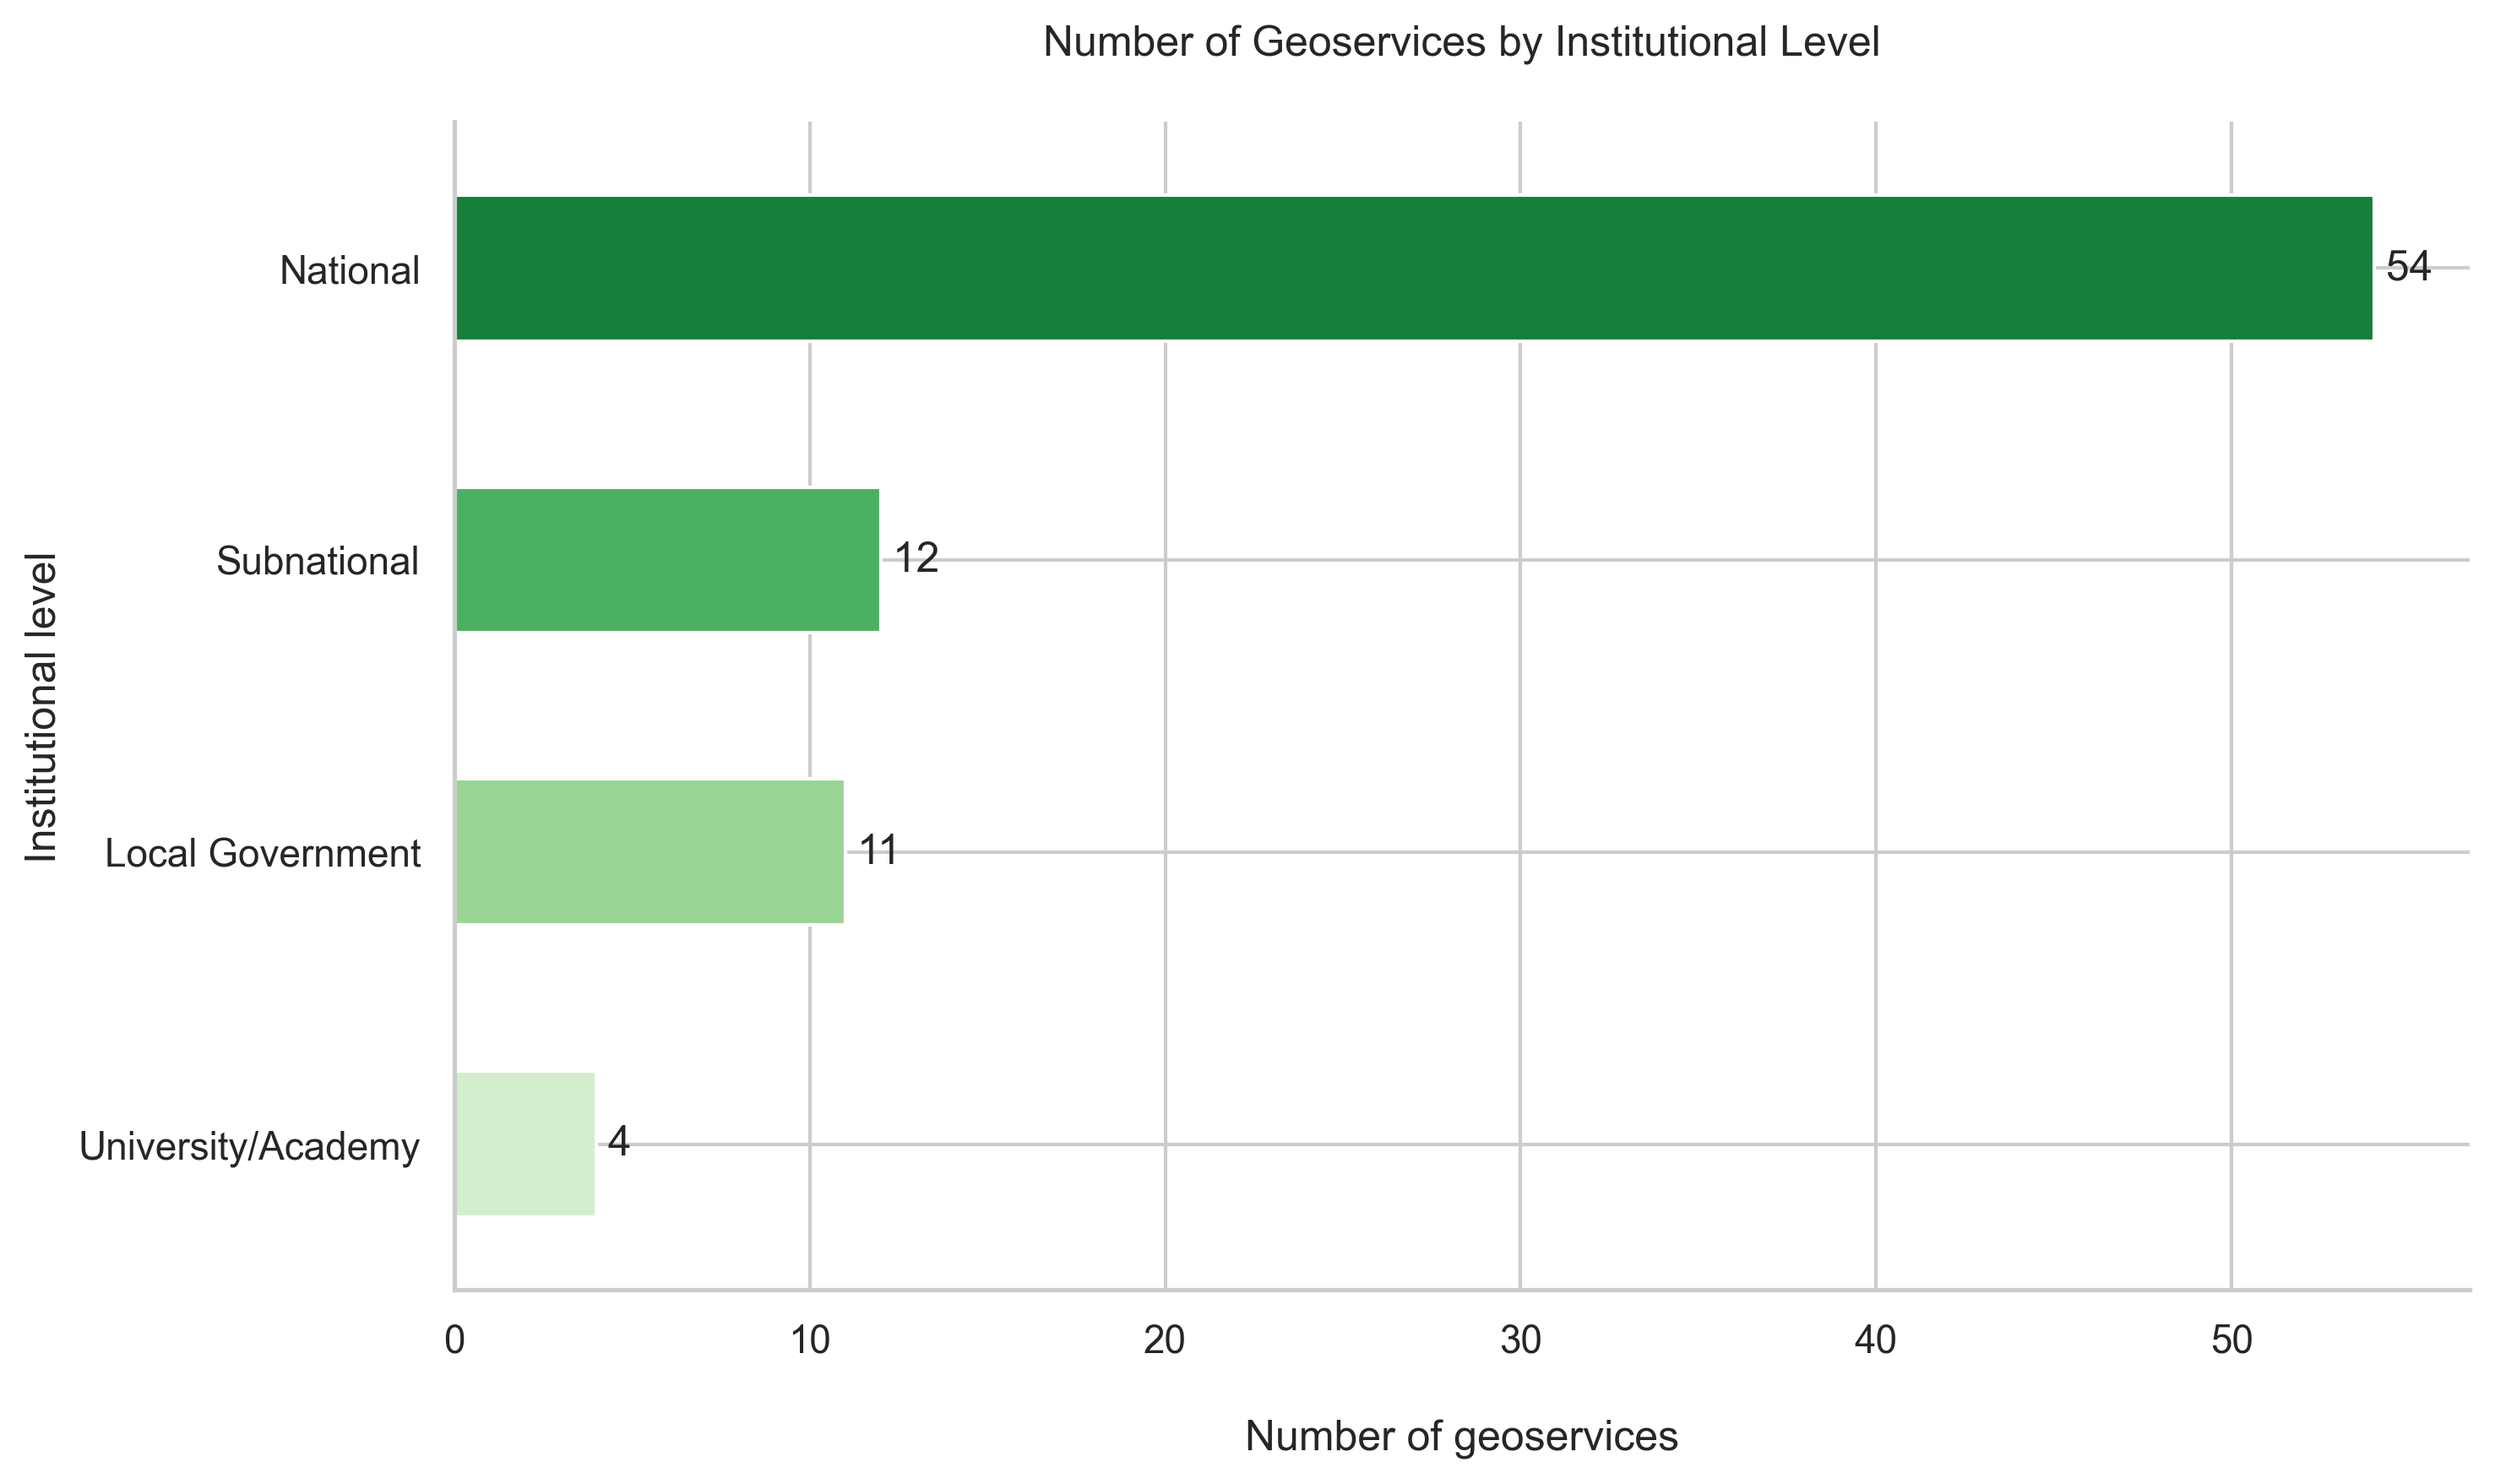 Number of Geoservices by Institutional Level
Institutional level
National
54
Subnational
12
Local Government
11
University/Academy
4
0 10 20 30 40 50
Number of geoservices